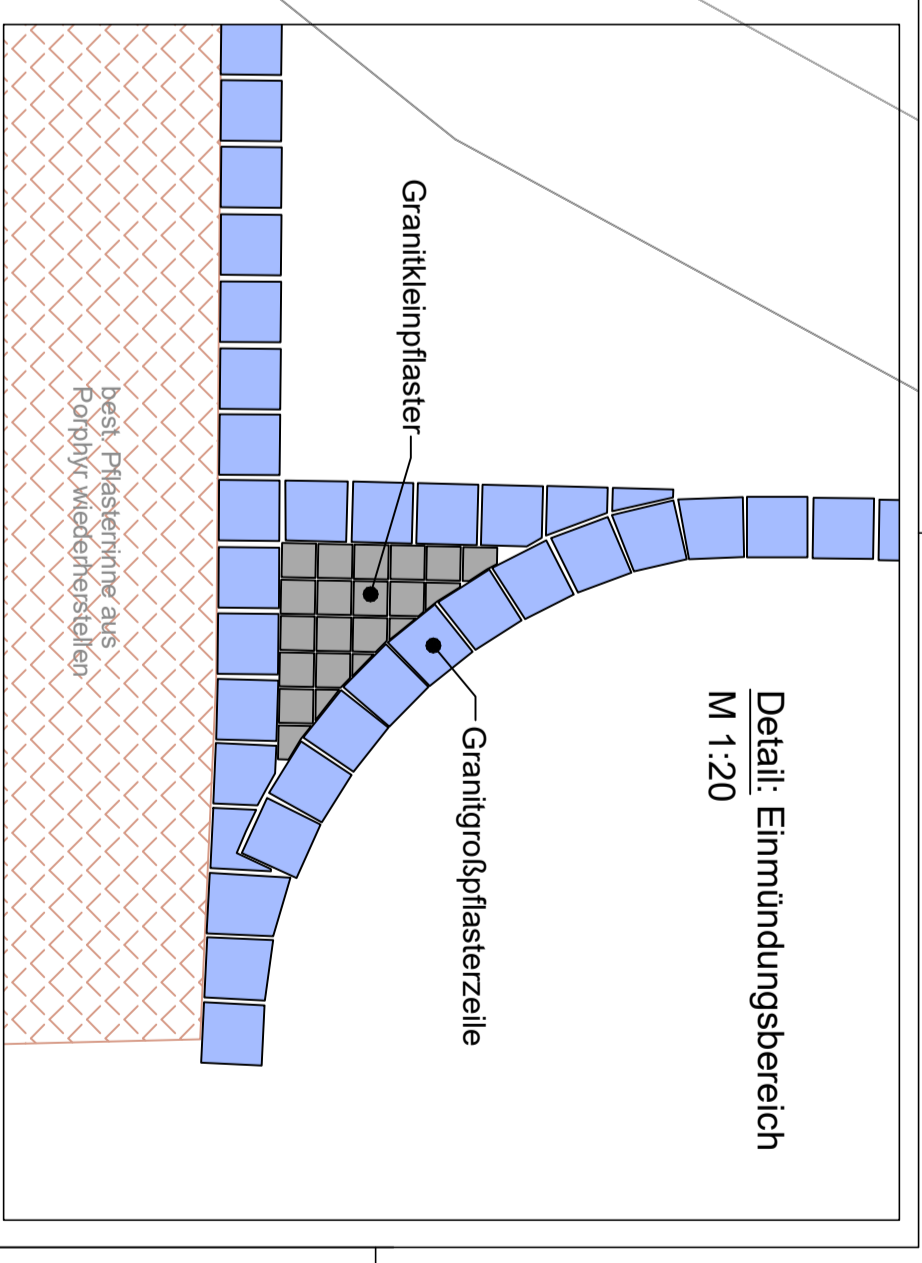 Detail: Einmündungsbereich
M 1:20
Granitkleinpflaster
Granitgroßpflasterzeile
best. Pflasterrinne aus
Porphyr wiederherstellen